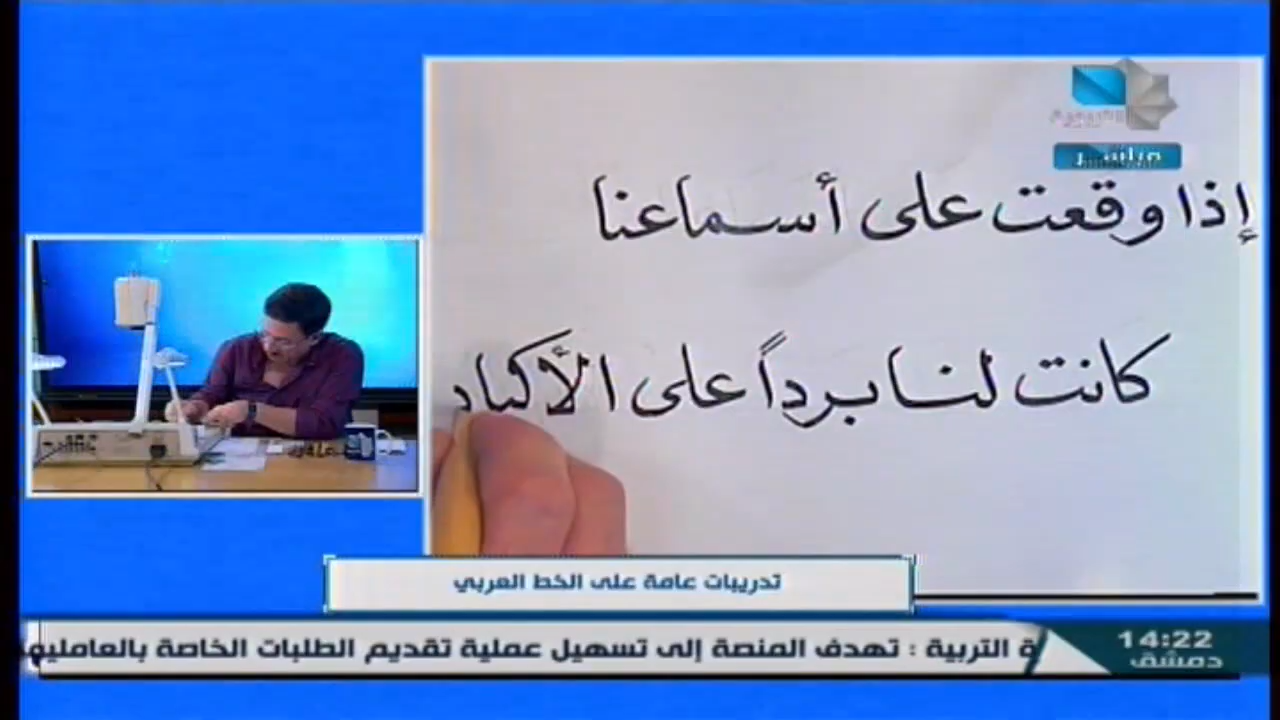 مباشر
إذا وقعت على أسماعنا
كانت لنا برداً على الأكباد
تدريبات عامة على الخط العربي
14:22
دمشق
ة التربية : تهدف المنصة إلى تسهيل عملية تقديم الطلبات الخاصة بالعاملين